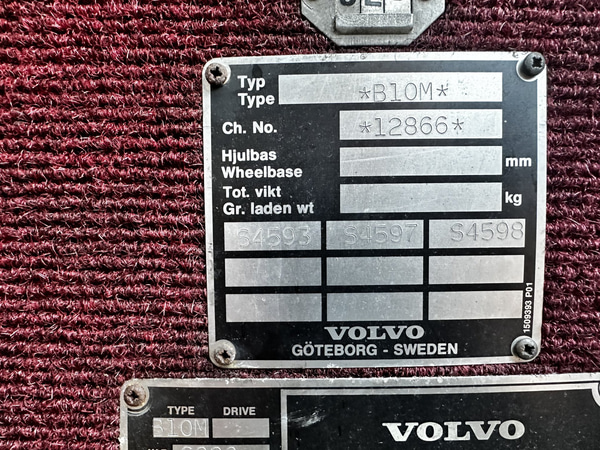 Typ
Type *B10M*
Ch. No. *12866*
Hjulbas
Wheelbase mm
Tot. vikt
Gr. laden wt kg
S4593 S4597 S4598
1509393 P01
VOLVO
GÖTEBORG - SWEDEN
TYPE DRIVE
B10M
VOLVO